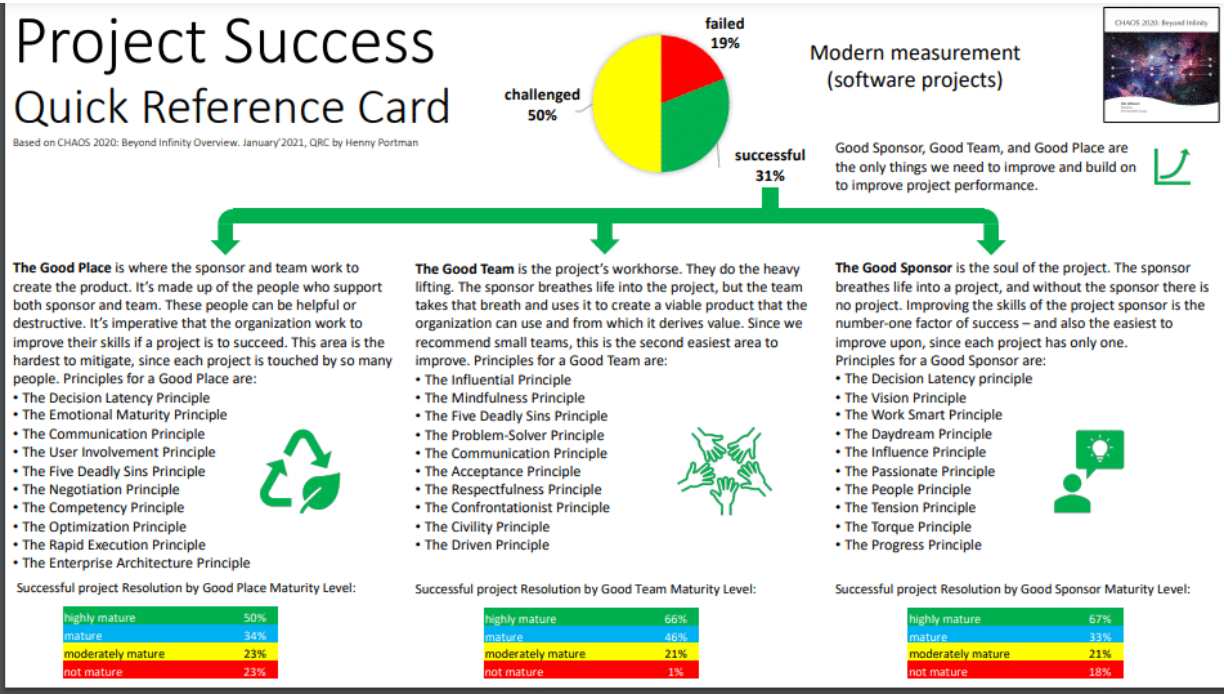 Project Success
Quick Reference Card
Based on CHAOS 2020: Beyond Infinity Overview. January'2021, QRC by Henny Portman
failed
19%
challenged
50%
successful
31%
Modern measurement
(software projects)
CHAOS 2020: Beyond Infinity
Good Sponsor, Good Team, and Good Place are
the only things we need to improve and build on
to improve project performance.
The Good Place is where the sponsor and team work to
create the product. It's made up of the people who support
both sponsor and team. These people can be helpful or
destructive. It's imperative that the organization work to
improve their skills if a project is to succeed. This area is the
hardest to mitigate, since each project is touched by so many
people. Principles for a Good Place are:
• The Decision Latency Principle
• The Emotional Maturity Principle
• The Communication Principle
• The User Involvement Principle
• The Five Deadly Sins Principle
• The Negotiation Principle
• The Competency Principle
• The Optimization Principle
• The Rapid Execution Principle
• The Enterprise Architecture Principle
Successful project Resolution by Good Place Maturity Level:
highly mature 50%
mature 34%
moderately mature 23%
not mature 23%
The Good Team is the project's workhorse. They do the heavy
lifting. The sponsor breathes life into the project, but the team
takes that breath and uses it to create a viable product that the
organization can use and from which it derives value. Since we
recommend small teams, this is the second easiest area to
improve. Principles for a Good Team are:
• The Influential Principle
• The Mindfulness Principle
• The Five Deadly Sins Principle
• The Problem-Solver Principle
• The Communication Principle
• The Acceptance Principle
• The Respectfulness Principle
• The Confrontationist Principle
• The Civility Principle
• The Driven Principle
Successful project Resolution by Good Team Maturity Level:
highly mature 66%
mature 46%
moderately mature 21%
not mature 1%
The Good Sponsor is the soul of the project. The sponsor
breathes life into a project, and without the sponsor there is
no project. Improving the skills of the project sponsor is the
number-one factor of success – and also the easiest to
improve upon, since each project has only one.
Principles for a Good Sponsor are:
• The Decision Latency principle
• The Vision Principle
• The Work Smart Principle
• The Daydream Principle
• The Influence Principle
• The Passionate Principle
• The People Principle
• The Tension Principle
• The Torque Principle
• The Progress Principle
Successful project Resolution by Good Sponsor Maturity Level:
highly mature 67%
mature 33%
moderately mature 21%
not mature 18%